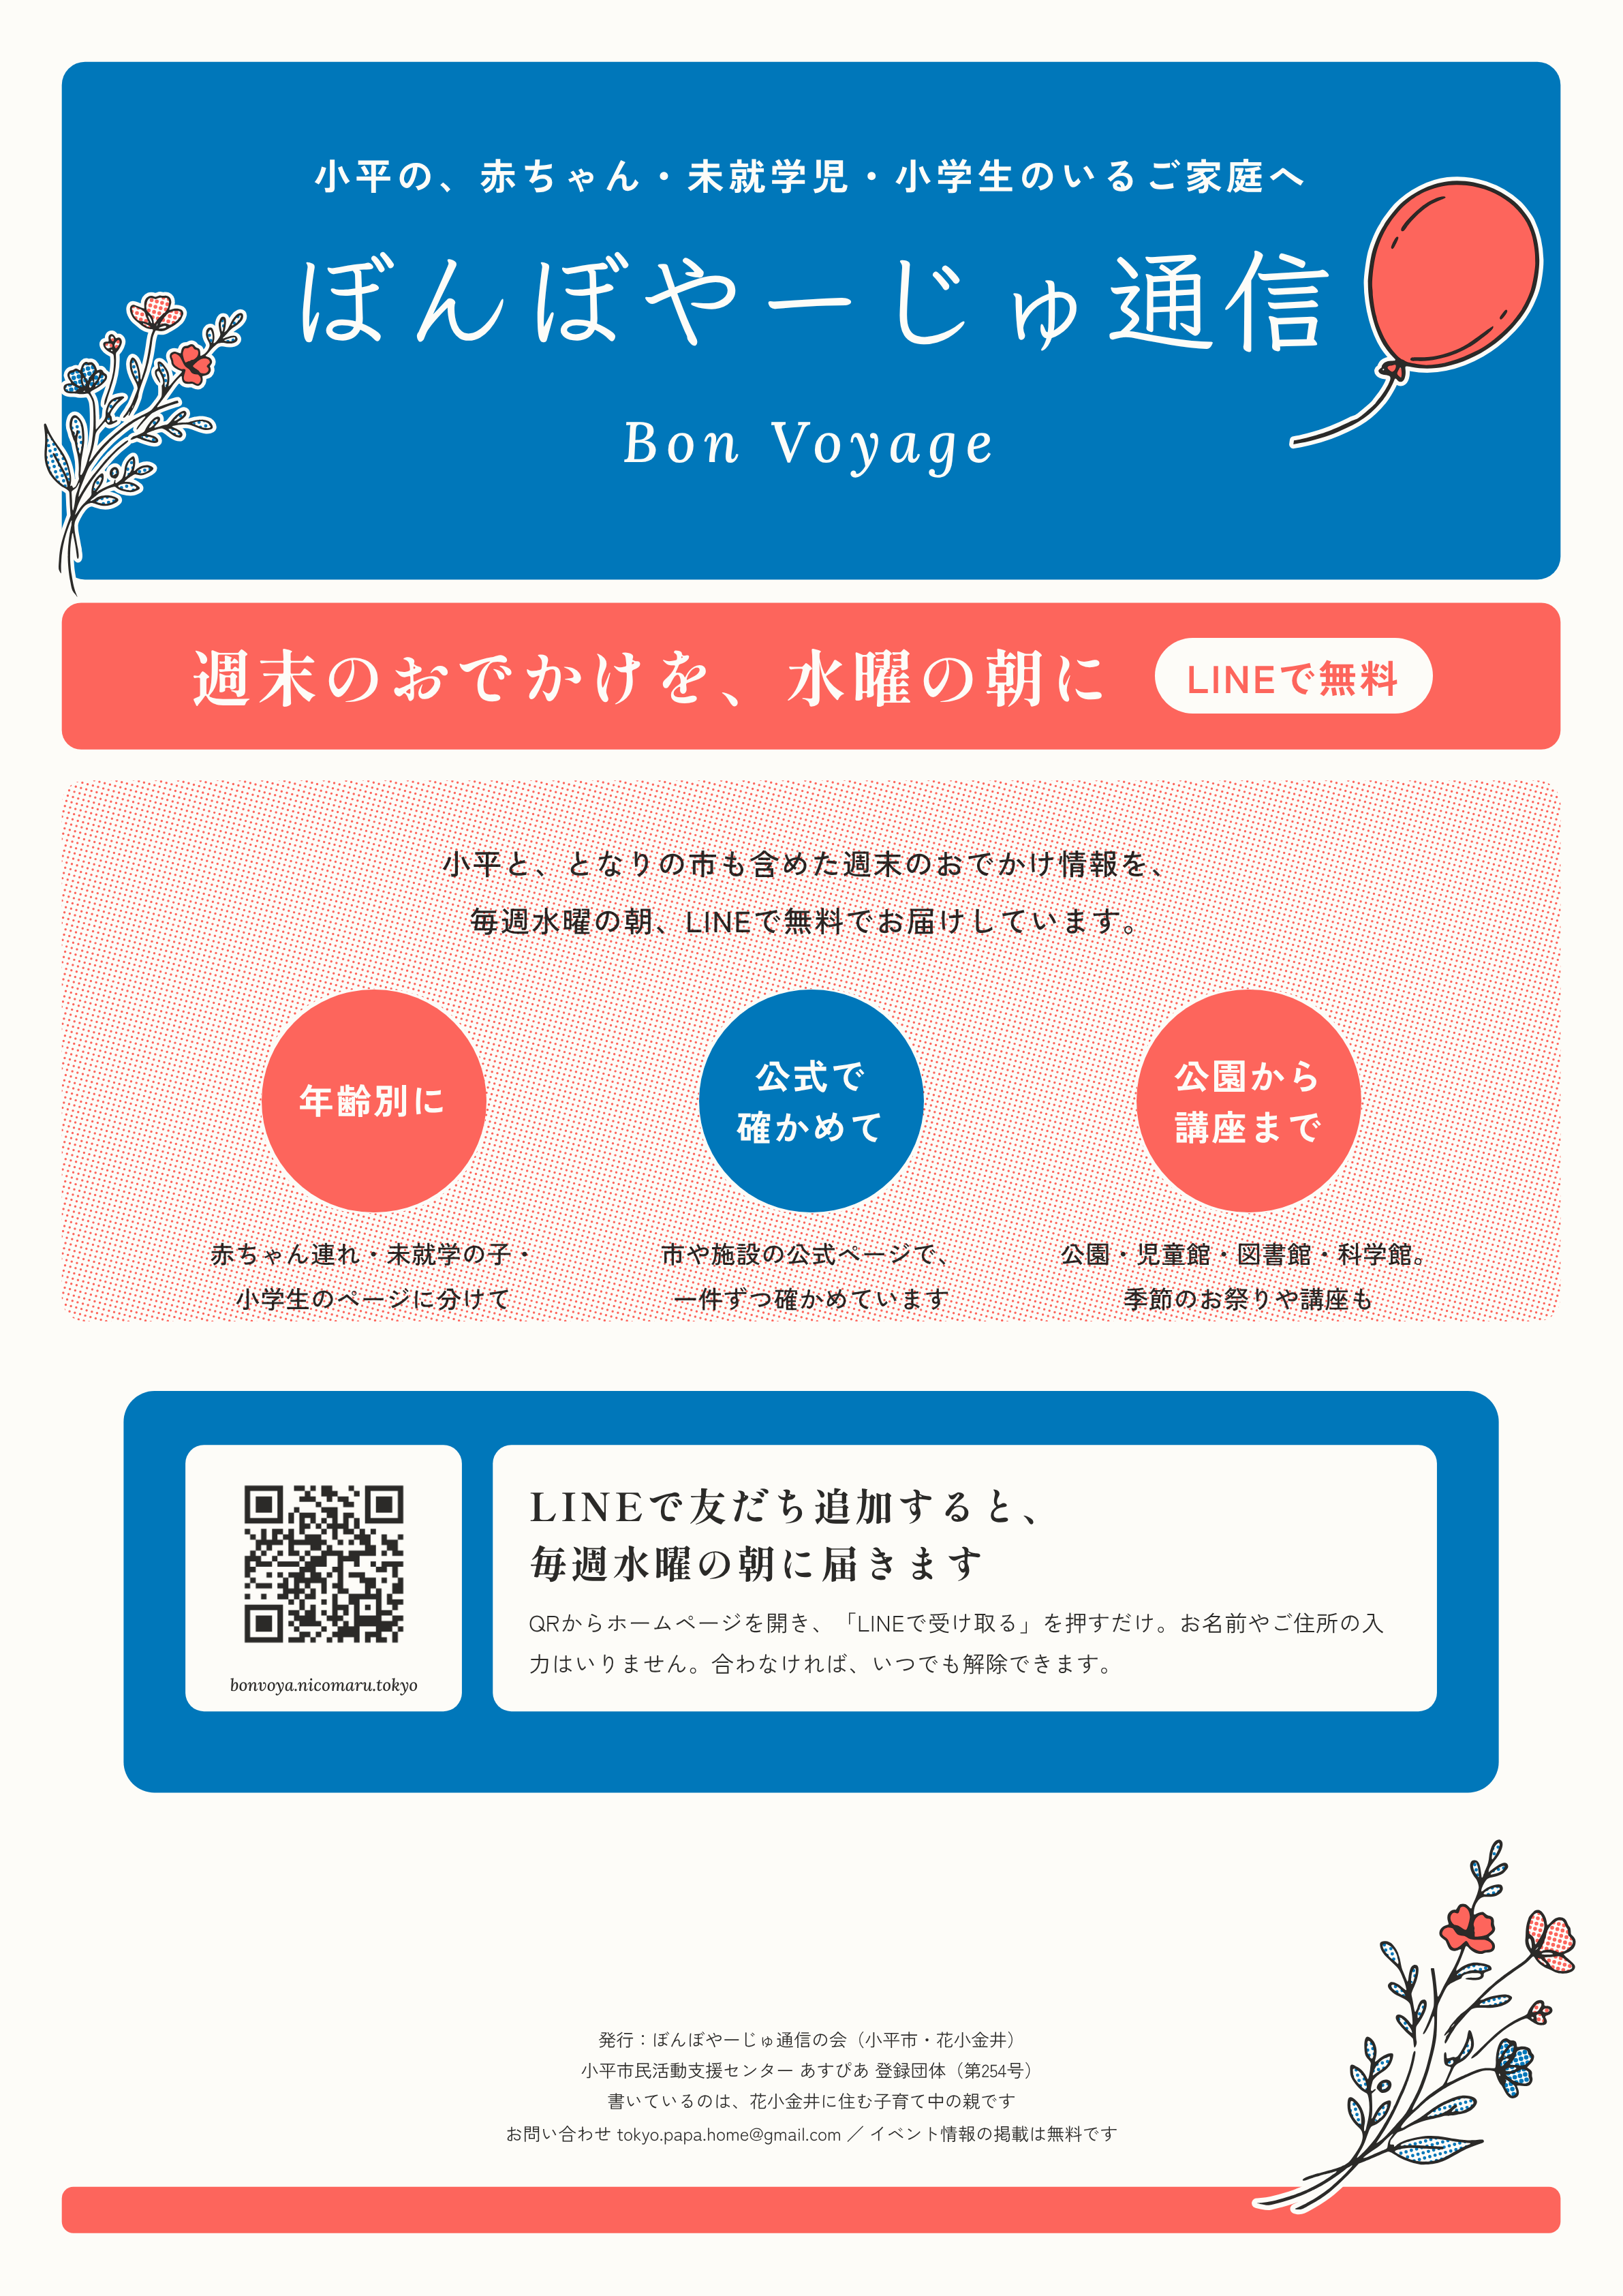 小平の、赤ちゃん・未就学児・小学生のいるご家庭へ
ぼんぼやーじゅ通信
Bon Voyage
週末のおでかけを、水曜の朝に
LINEで無料
小平と、となりの市も含めた週末のおでかけ情報を、
毎週水曜の朝、LINEで無料でお届けしています。
年齢別に
赤ちゃん連れ・未就学の子・
小学生のページに分けて
公式で
確かめて
市や施設の公式ページで、
一件ずつ確かめています
公園から
講座まで
公園・児童館・図書館・科学館。
季節のお祭りや講座も
bonvoya.nicomaru.tokyo
LINEで友だち追加すると、
毎週水曜の朝に届きます
QRからホームページを開き、「LINEで受け取る」を押すだけ。お名前やご住所の入
力はいりません。合わなければ、いつでも解除できます。
発行：ぼんぼやーじゅ通信の会（小平市・花小金井）
小平市民活動支援センター あすぴあ 登録団体（第254号）
書いているのは、花小金井に住む子育て中の親です
お問い合わせ tokyo.papa.home@gmail.com ／ イベント情報の掲載は無料です